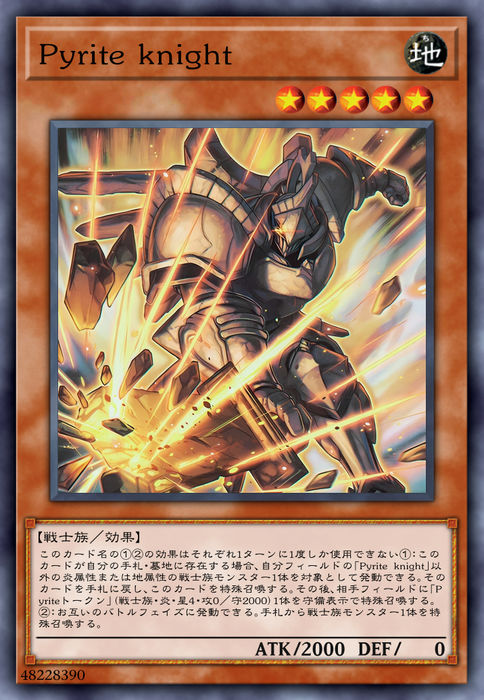 Pyrite knight
ち
地
【戦士族／効果】
このカード名の①②の効果はそれぞれ1ターンに1度しか使用できない①：このカ
ードが自分の手札・墓地に存在する場合、自分フィールドの「Pyrite knight」以
外の炎属性または地属性の戦士族モンスター1体を対象として発動できる。その
カードを手札に戻し、このカードを特殊召喚する。その後、相手フィールドに「P
yriteトークン」(戦士族・炎・星4・攻0／守2000)1体を守備表示で特殊召喚する。
②：お互いのバトルフェイズに発動できる。手札から戦士族モンスター1体を特
殊召喚する。
ATK/2000 DEF/ 0
48228390